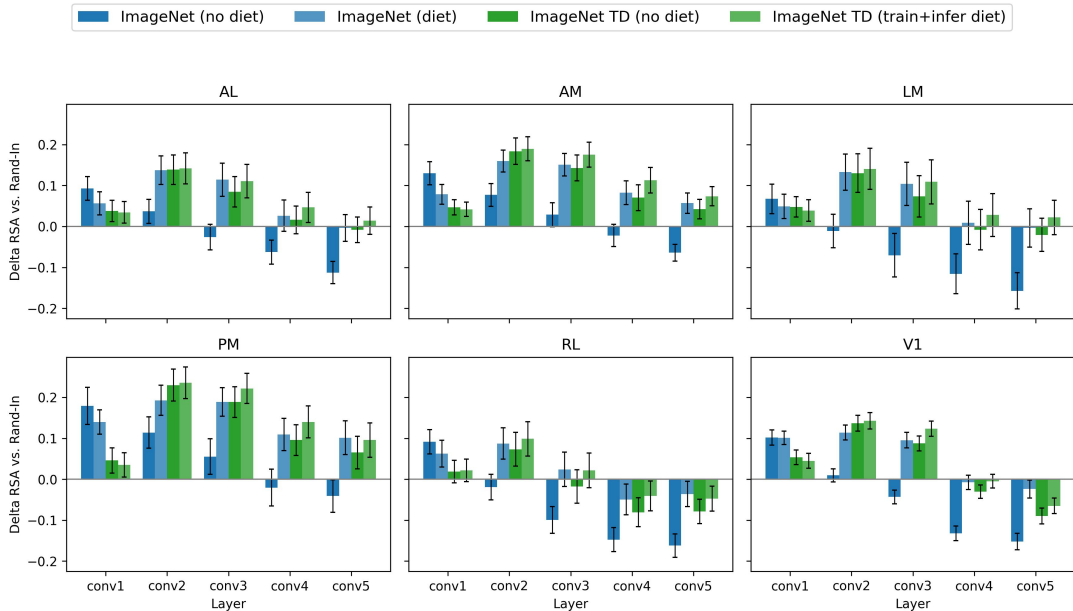 ImageNet (no diet) ImageNet (diet) ImageNet TD (no diet) ImageNet TD (train+infer diet)
AL AM LM
Delta RSA vs. Rand-In
0.2
0.1
0.0
−0.1
−0.2
PM RL V1
Delta RSA vs. Rand-In
0.2
0.1
0.0
−0.1
−0.2
conv1 conv2 conv3 conv4 conv5 conv1 conv2 conv3 conv4 conv5 conv1 conv2 conv3 conv4 conv5
Layer Layer Layer